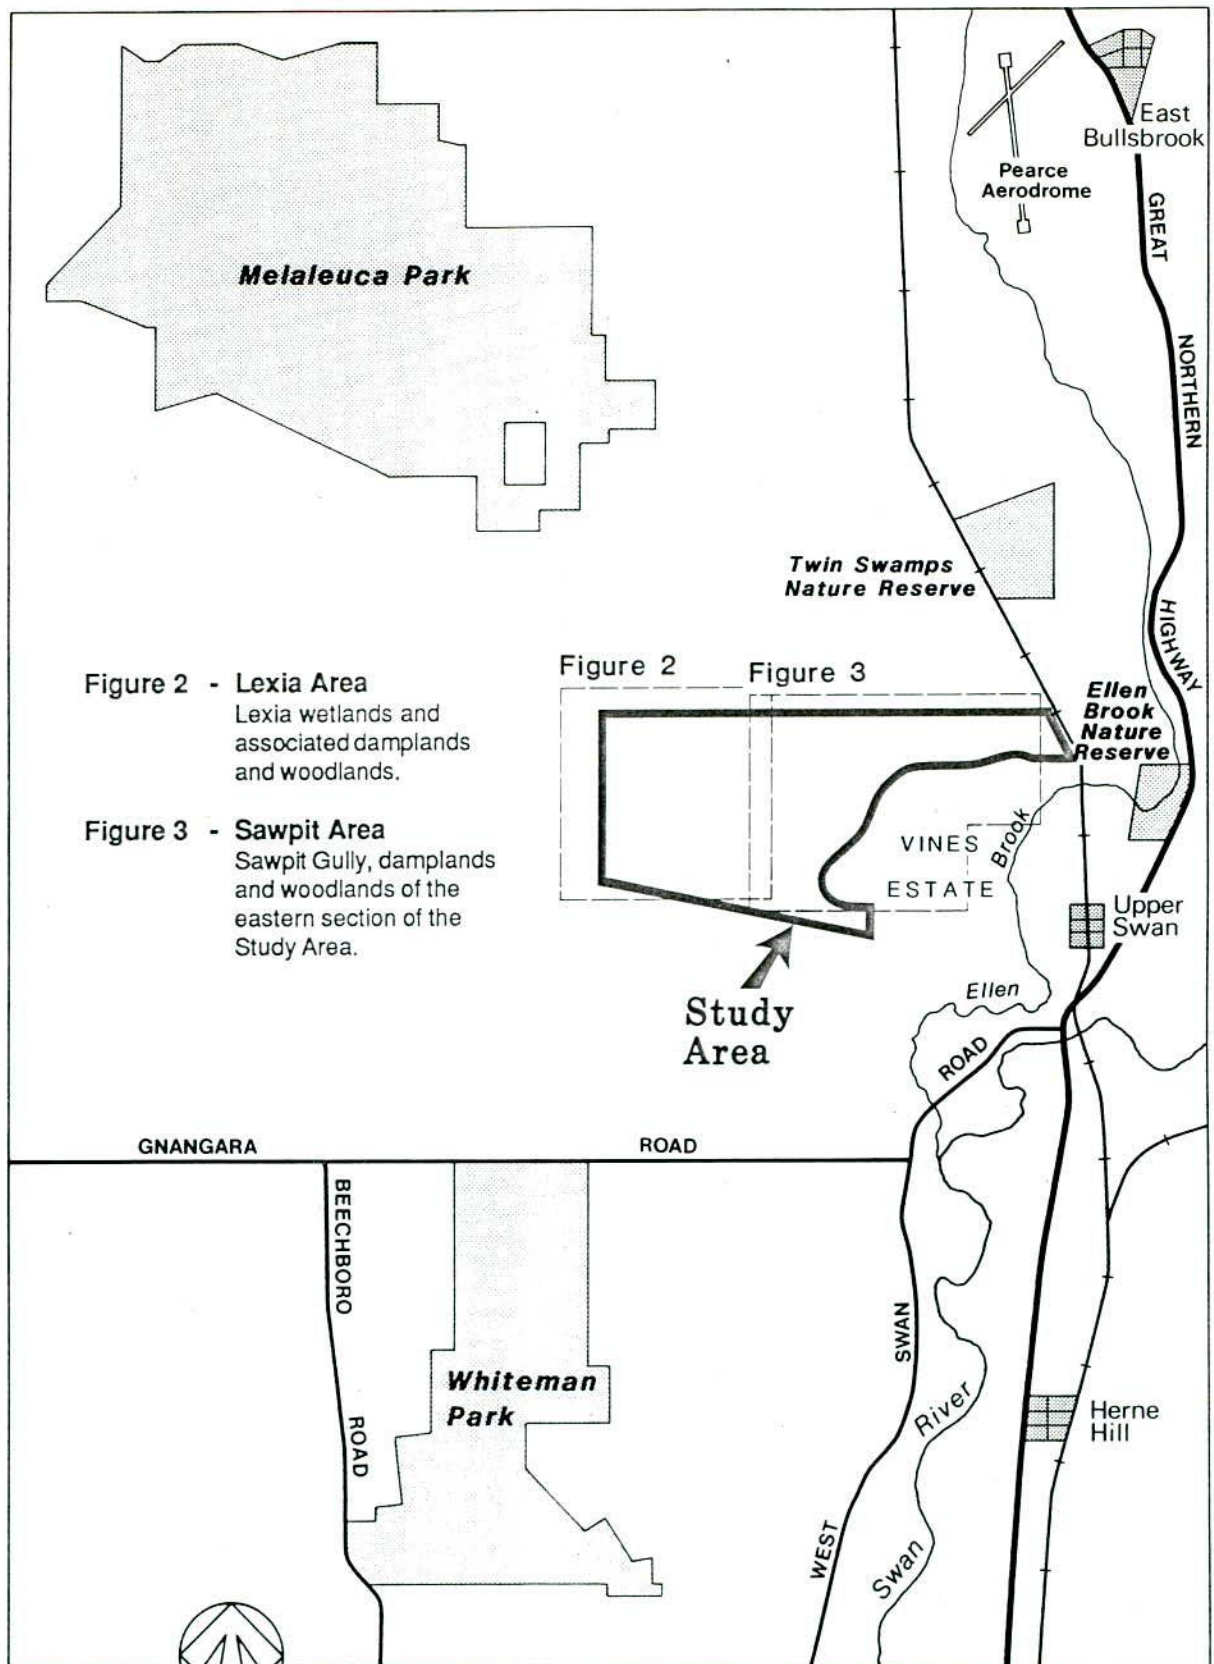 East
Bullsbrook
Pearce
Aerodrome
GREAT
Melaleuca Park
NORTHERN
Twin Swamps
Nature Reserve
HIGHWAY
Figure 2
Figure 3
Figure 2 - Lexia Area
Lexia wetlands and
associated damplands
and woodlands.
Ellen
Brook
Nature
Reserve
Figure 3 - Sawpit Area
Sawpit Gully, damplands
and woodlands of the
eastern section of the
Study Area.
VINES
ESTATE
Brook
Upper
Swan
Ellen
Study
Area
ROAD
GNANGARA ROAD
BEECHBORO
ROAD
SWAN
Whiteman
Park
River
Herne
Hill
WEST
Swan